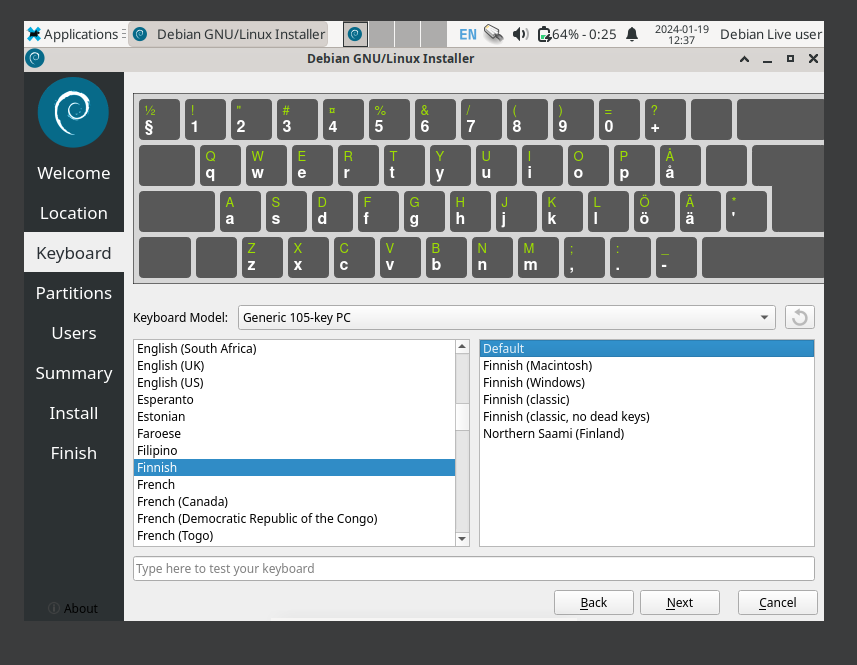 Applications Debian GNU/Linux Installer EN 64% - 0:25 2024-01-19 12:37 Debian Live user
Debian GNU/Linux Installer
Welcome
Location
Keyboard
Partitions
Users
Summary
Install
Finish
About
½ ! " # ¤ % & / ( ) = ?
§ 1 2 3 4 5 6 7 8 9 0 +
Q W E R T Y U I O P Å
q w e r t y u i o p å
A S D F G H J K L Ö Ä *
a s d f g h j k l ö ä '
Z X C V B N M ; : _
z x c v b n m , . -
Keyboard Model: Generic 105-key PC
English (South Africa)
English (UK)
English (US)
Esperanto
Estonian
Faroese
Filipino
Finnish
French
French (Canada)
French (Democratic Republic of the Congo)
French (Togo)
Default
Finnish (Macintosh)
Finnish (Windows)
Finnish (classic)
Finnish (classic, no dead keys)
Northern Saami (Finland)
Type here to test your keyboard
Back Next Cancel